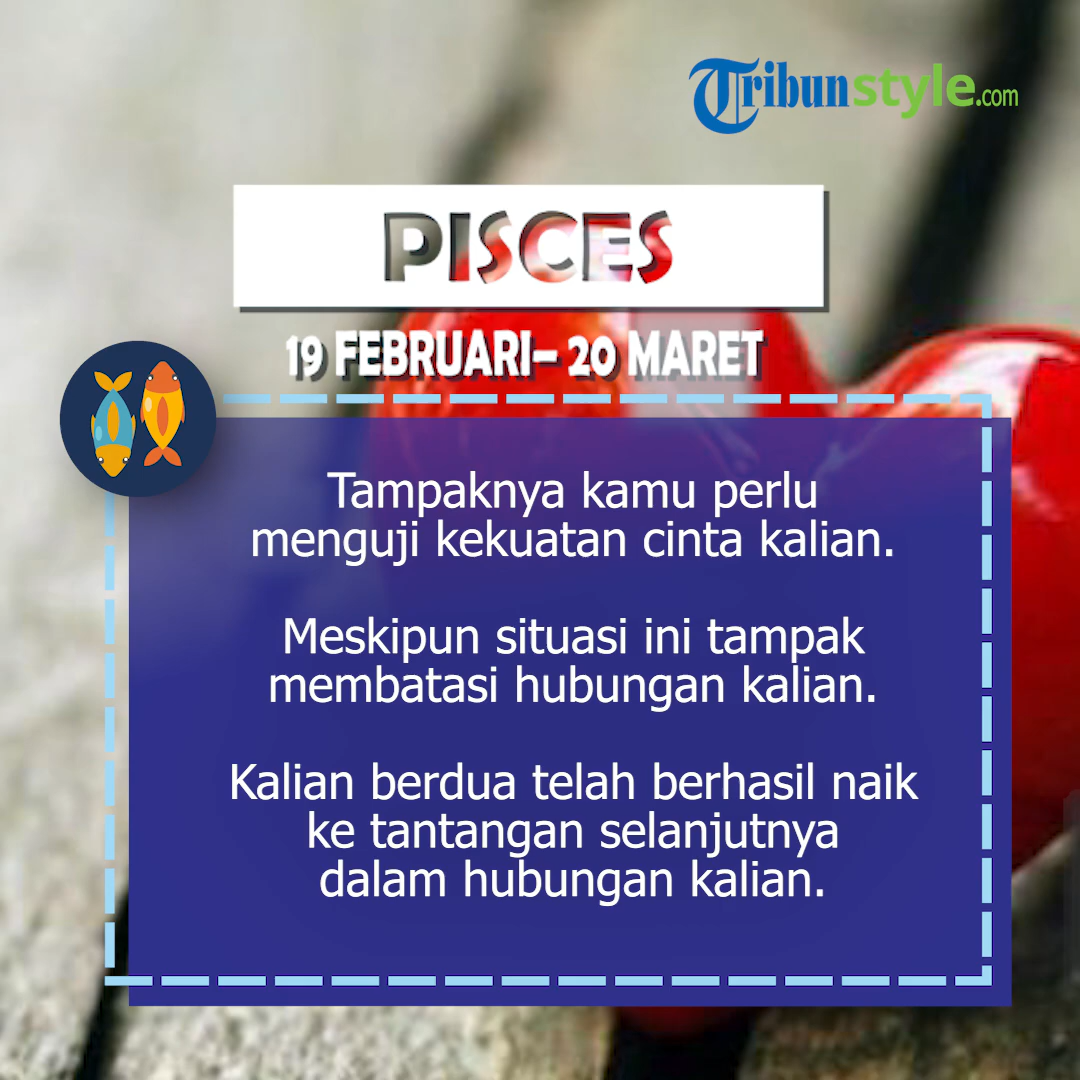 Tribunstyle.com
PISCES
19 FEBRUARI– 20 MARET
Tampaknya kamu perlu
menguji kekuatan cinta kalian.
Meskipun situasi ini tampak
membatasi hubungan kalian.
Kalian berdua telah berhasil naik
ke tantangan selanjutnya
dalam hubungan kalian.